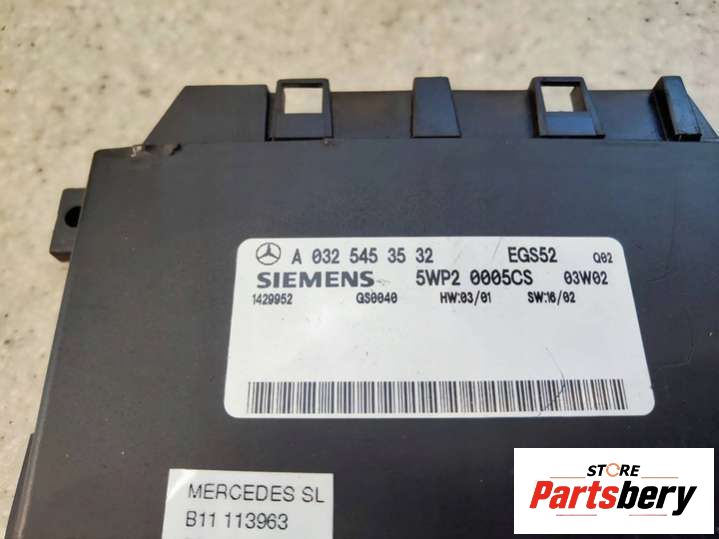 A 032 545 35 32 EGS52 Q02
SIEMENS 5WP2 0005CS 03W02
1429952 GS0040 HW:03/01 SW:16/02
MERCEDES SL
B11 113963
STORE
Partsbery